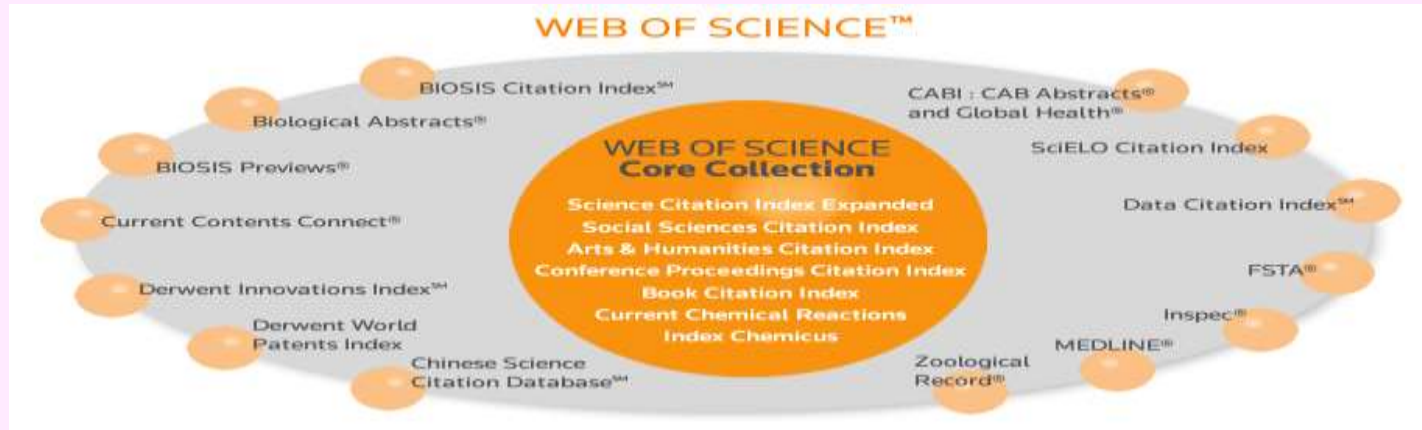 WEB OF SCIENCE™
BIOSIS Citation Index℠
Biological Abstracts®
BIOSIS Previews®
Current Contents Connect®
Derwent Innovations Index℠
Derwent World
Patents Index
Chinese Science
Citation Database℠
WEB OF SCIENCE
Core Collection
Science Citation Index Expanded
Social Sciences Citation Index
Arts & Humanities Citation Index
Conference Proceedings Citation Index
Book Citation Index
Current Chemical Reactions
Index Chemicus
CABI : CAB Abstracts®
and Global Health®
SciELO Citation Index
Data Citation Index℠
FSTA®
Inspec®
MEDLINE®
Zoological
Record®